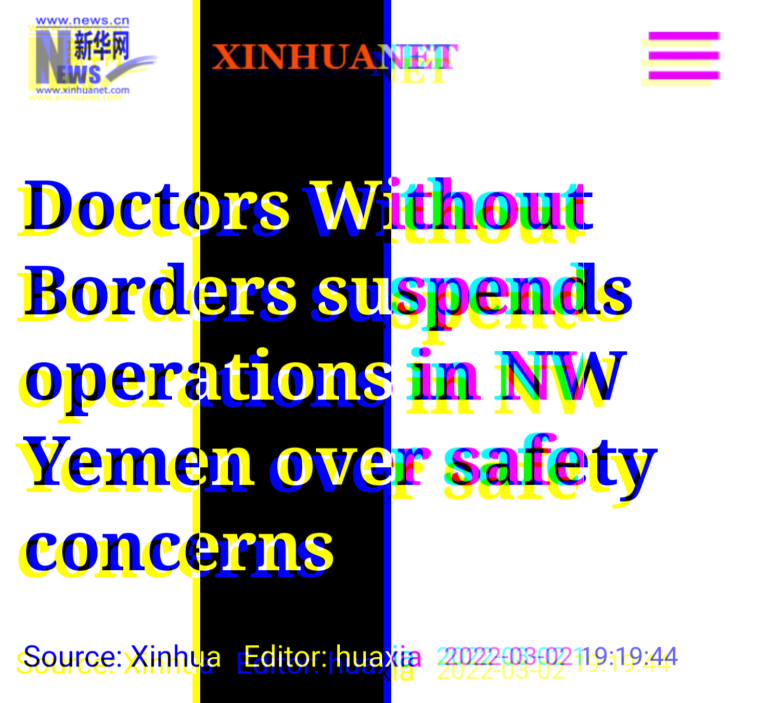 www.news.cn
新华网
NEWS
www.xinhuanet.com
XINHUANET
Doctors Without
Borders suspends
operations in NW
Yemen over safety
concerns
Source: Xinhua Editor: huaxia 2022-03-02 19:19:44